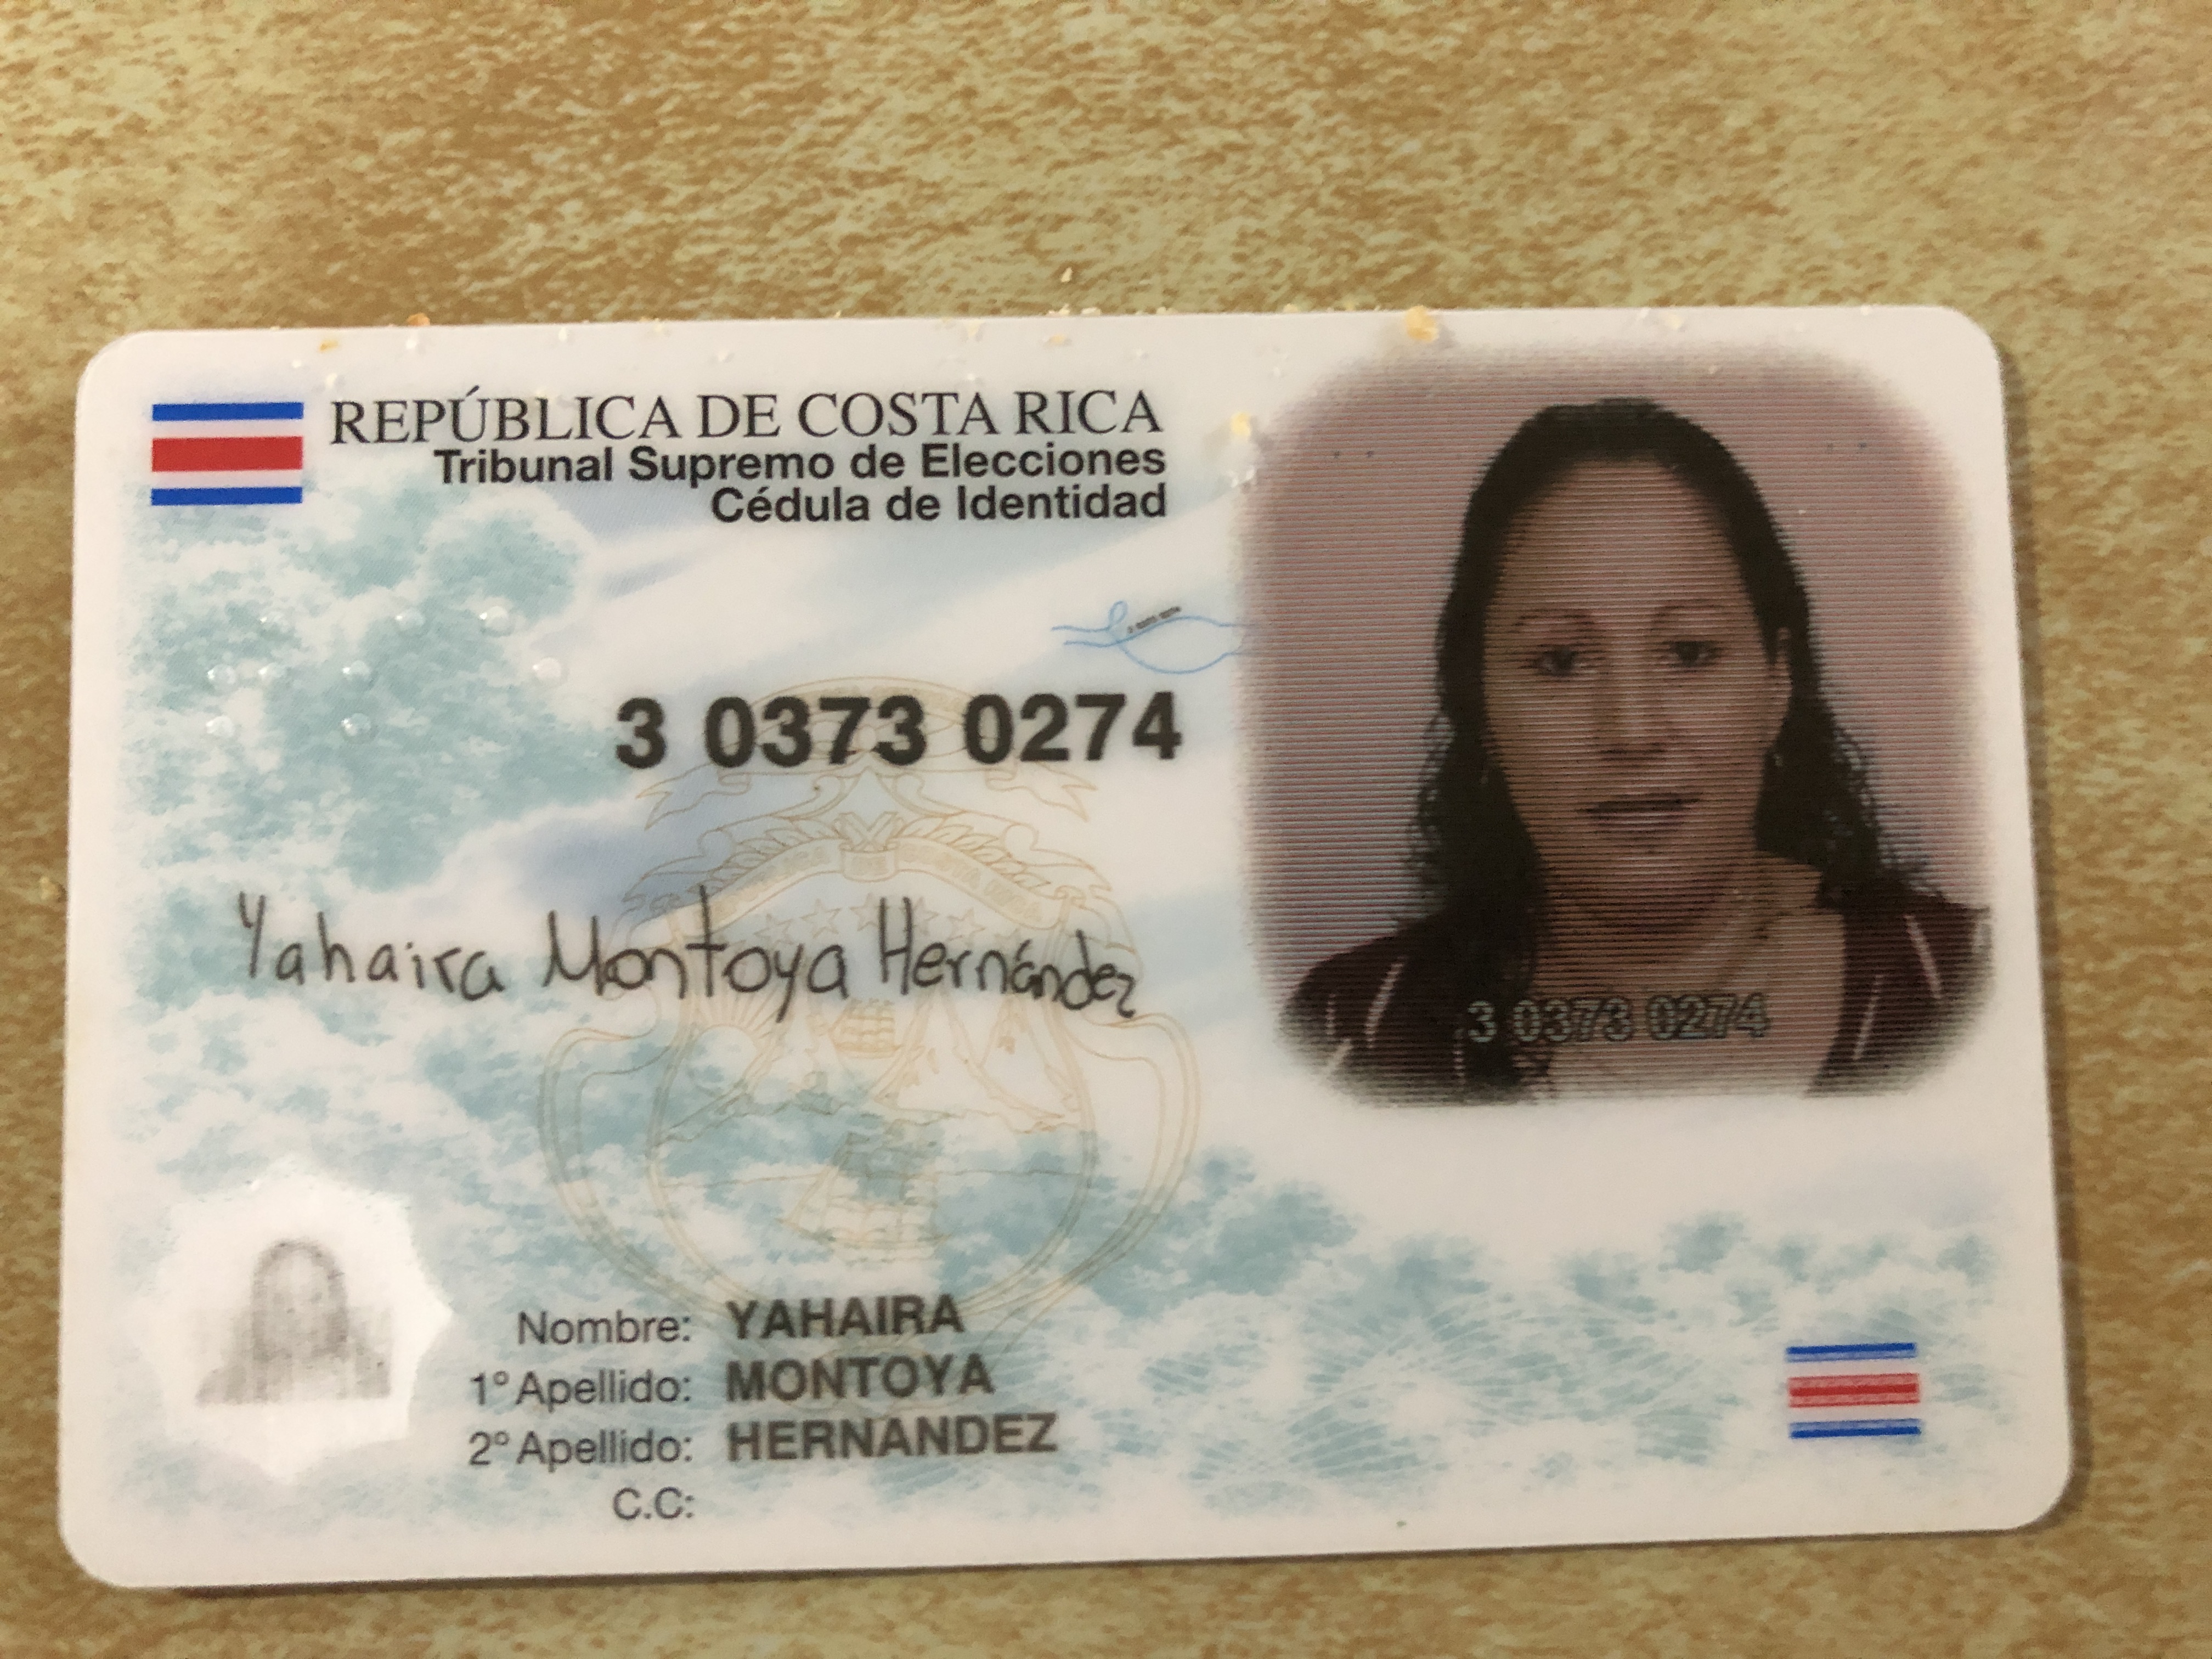 REPÚBLICA DE COSTA RICA
Tribunal Supremo de Elecciones
Cédula de Identidad
3 0373 0274
Yahaira Montoya Hernández
3 0373 0274
Nombre: YAHAIRA
1° Apellido: MONTOYA
2° Apellido: HERNANDEZ
C.C: